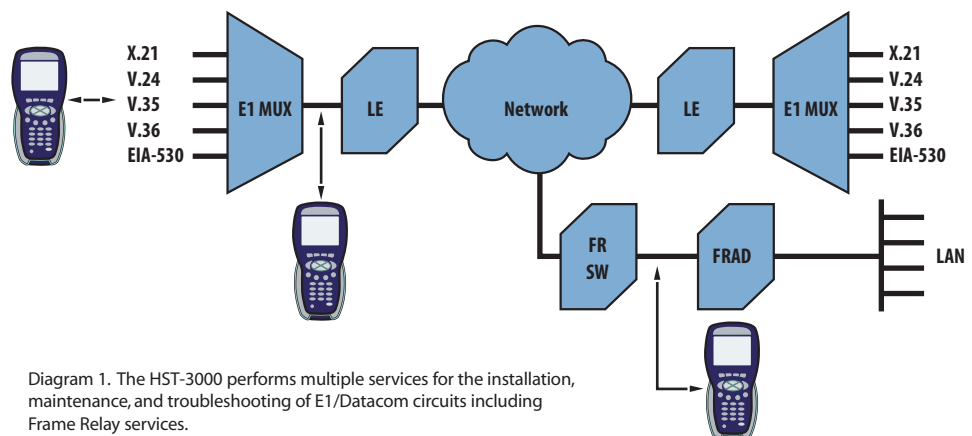 X.21
V.24
V.35
V.36
EIA-530
E1 MUX
LE
Network
LE
E1 MUX
X.21
V.24
V.35
V.36
EIA-530
FR
SW
FRAD
LAN
Diagram 1. The HST-3000 performs multiple services for the installation,
maintenance, and troubleshooting of E1/Datacom circuits including
Frame Relay services.